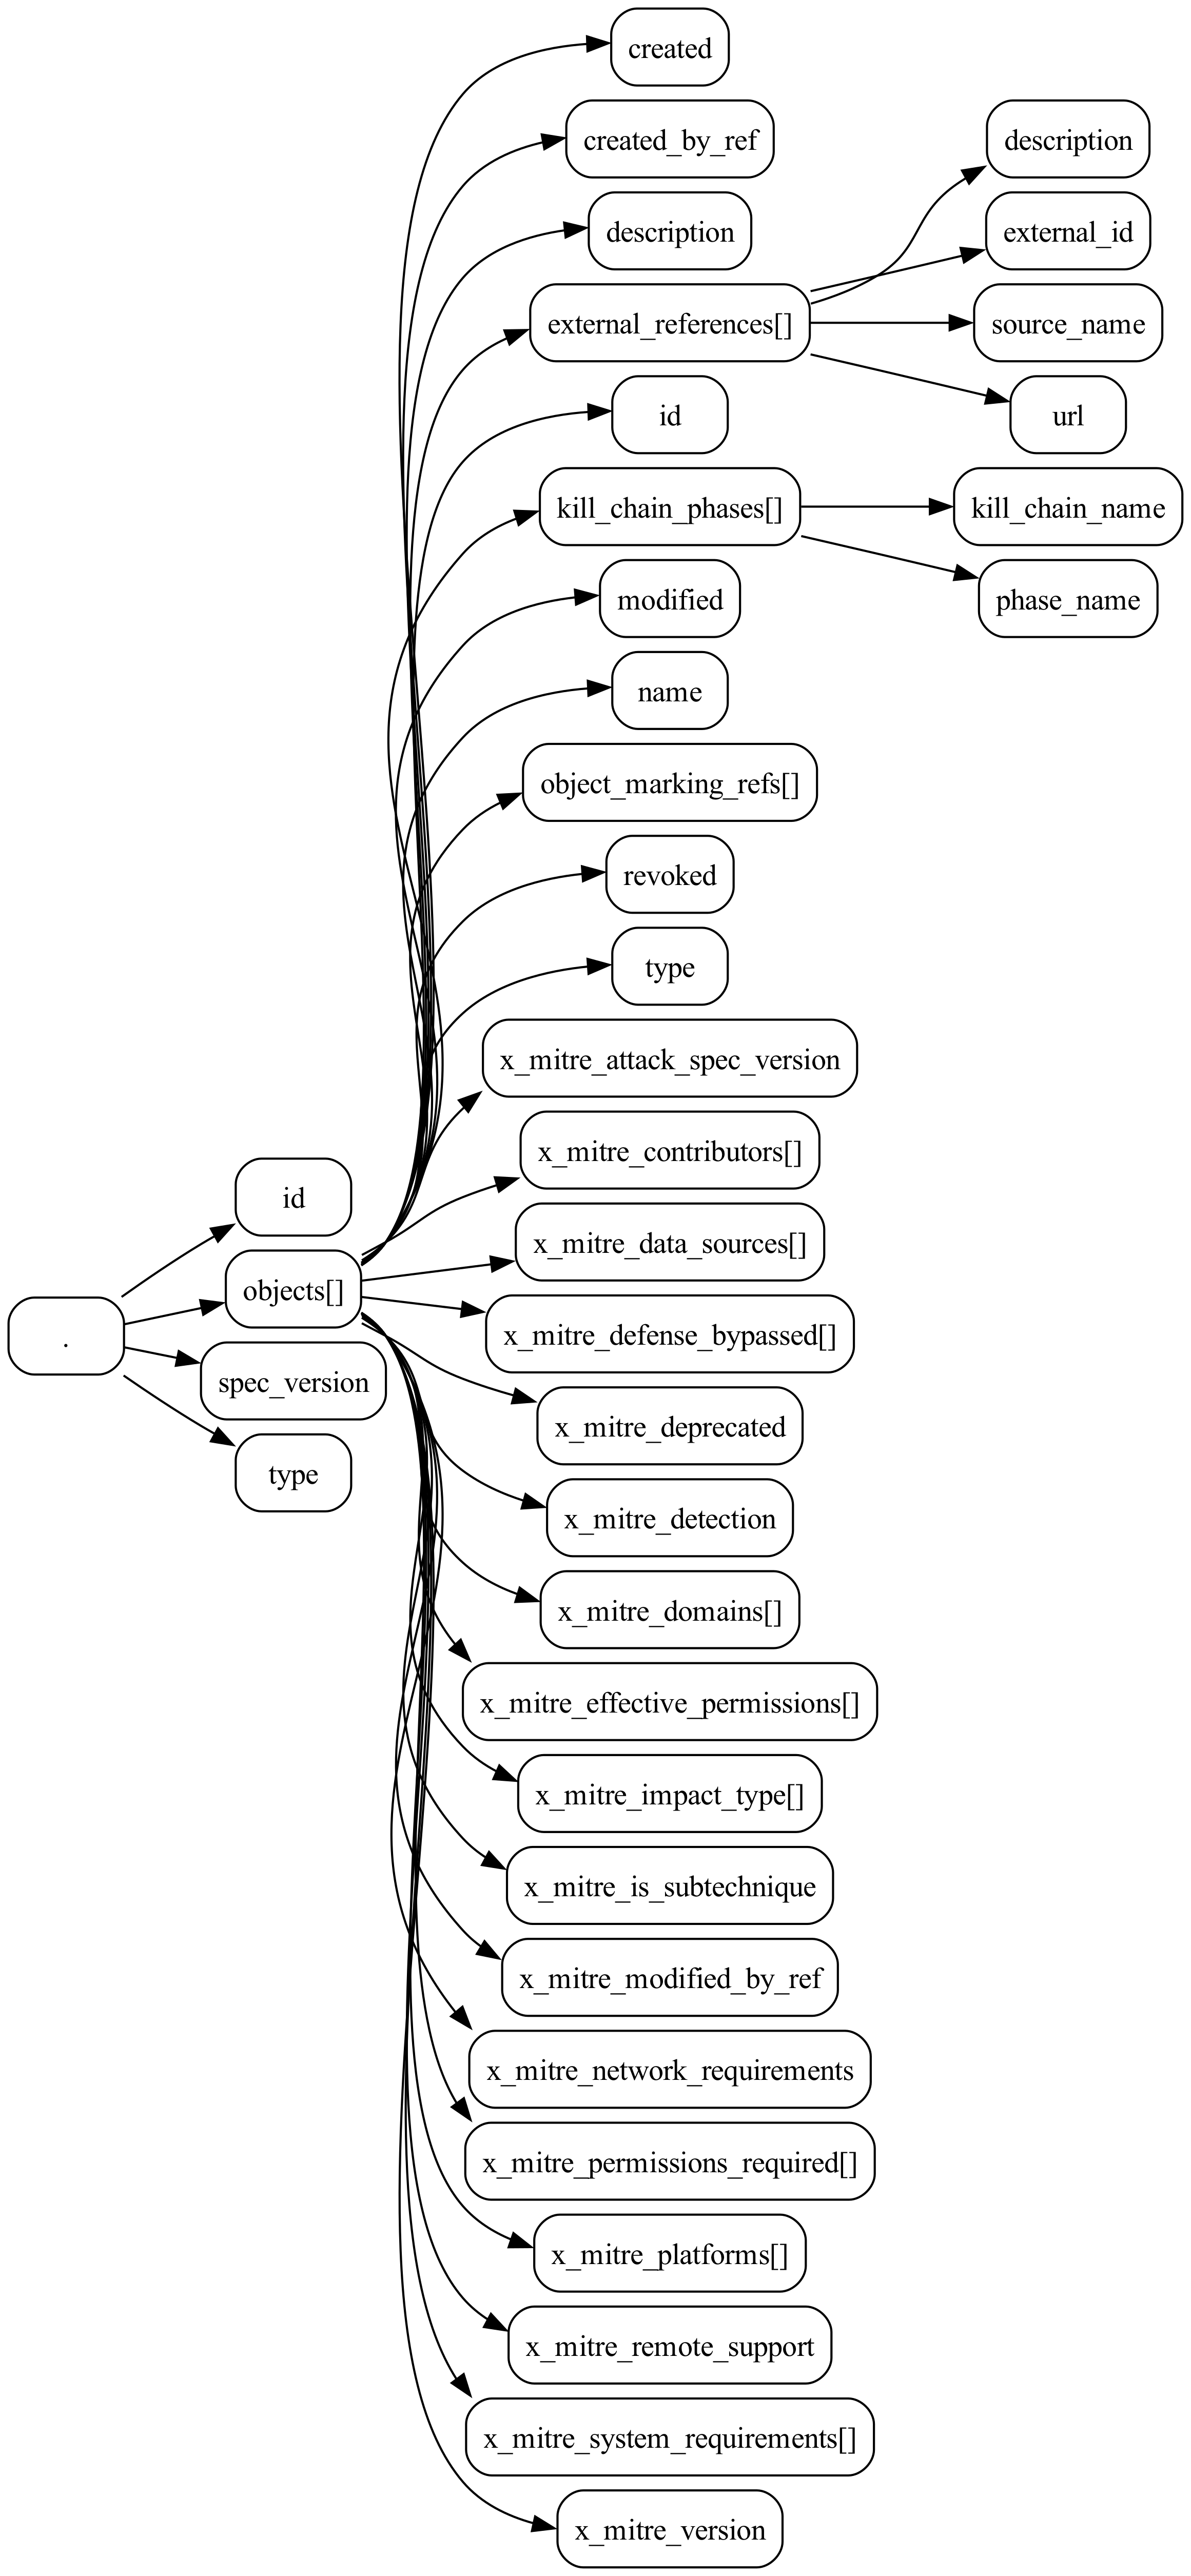 .
id
objects[]
spec_version
type
created
created_by_ref
description
external_references[]
id
kill_chain_phases[]
modified
name
object_marking_refs[]
revoked
type
x_mitre_attack_spec_version
x_mitre_contributors[]
x_mitre_data_sources[]
x_mitre_defense_bypassed[]
x_mitre_deprecated
x_mitre_detection
x_mitre_domains[]
x_mitre_effective_permissions[]
x_mitre_impact_type[]
x_mitre_is_subtechnique
x_mitre_modified_by_ref
x_mitre_network_requirements
x_mitre_permissions_required[]
x_mitre_platforms[]
x_mitre_remote_support
x_mitre_system_requirements[]
x_mitre_version
description
external_id
source_name
url
kill_chain_name
phase_name